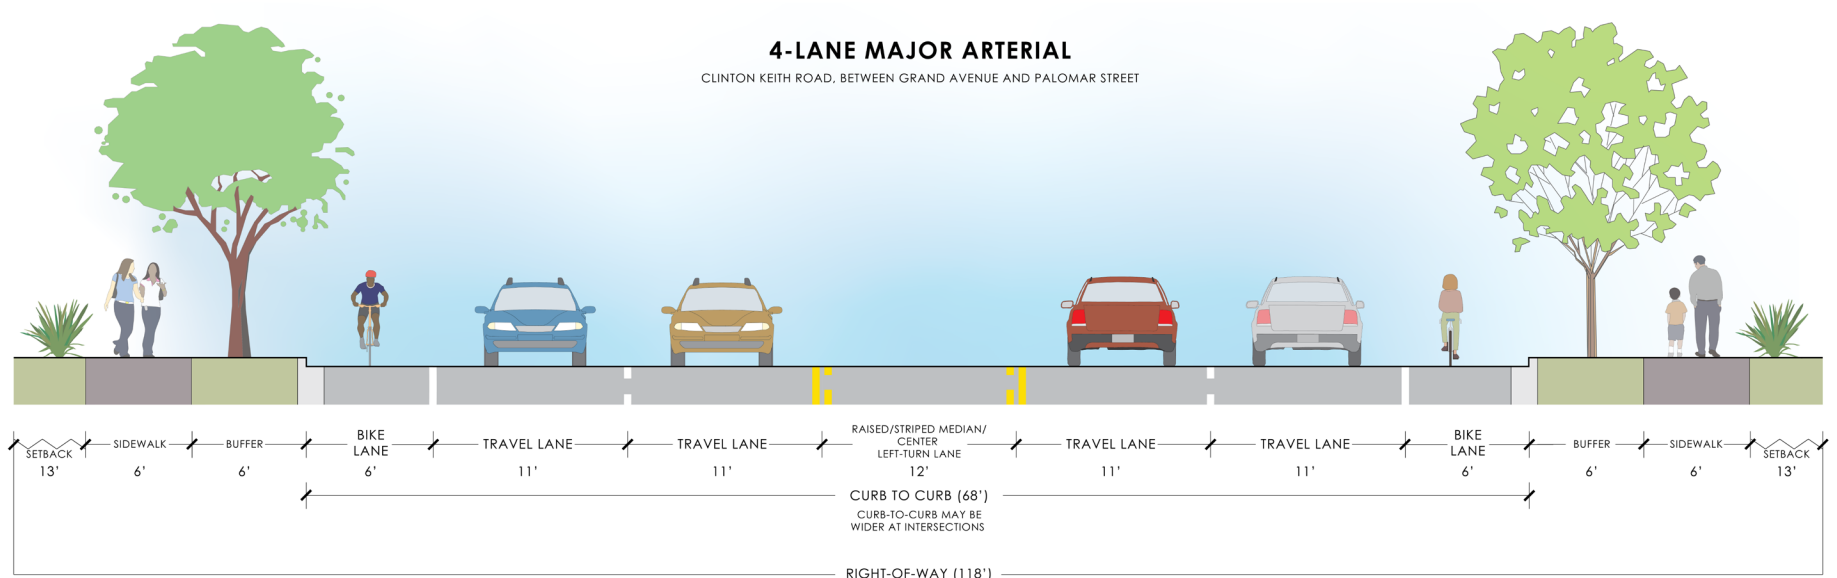 4-LANE MAJOR ARTERIAL
CLINTON KEITH ROAD, BETWEEN GRAND AVENUE AND PALOMAR STREET
SETBACK
13'
SIDEWALK
6'
BUFFER
6'
BIKE
LANE
6'
TRAVEL LANE
11'
TRAVEL LANE
11'
RAISED/STRIPED MEDIAN/
CENTER
LEFT-TURN LANE
12'
TRAVEL LANE
11'
TRAVEL LANE
11'
BIKE
LANE
6'
BUFFER
6'
SIDEWALK
6'
SETBACK
13'
CURB TO CURB (68')
CURB-TO-CURB MAY BE
WIDER AT INTERSECTIONS
RIGHT-OF-WAY (118')